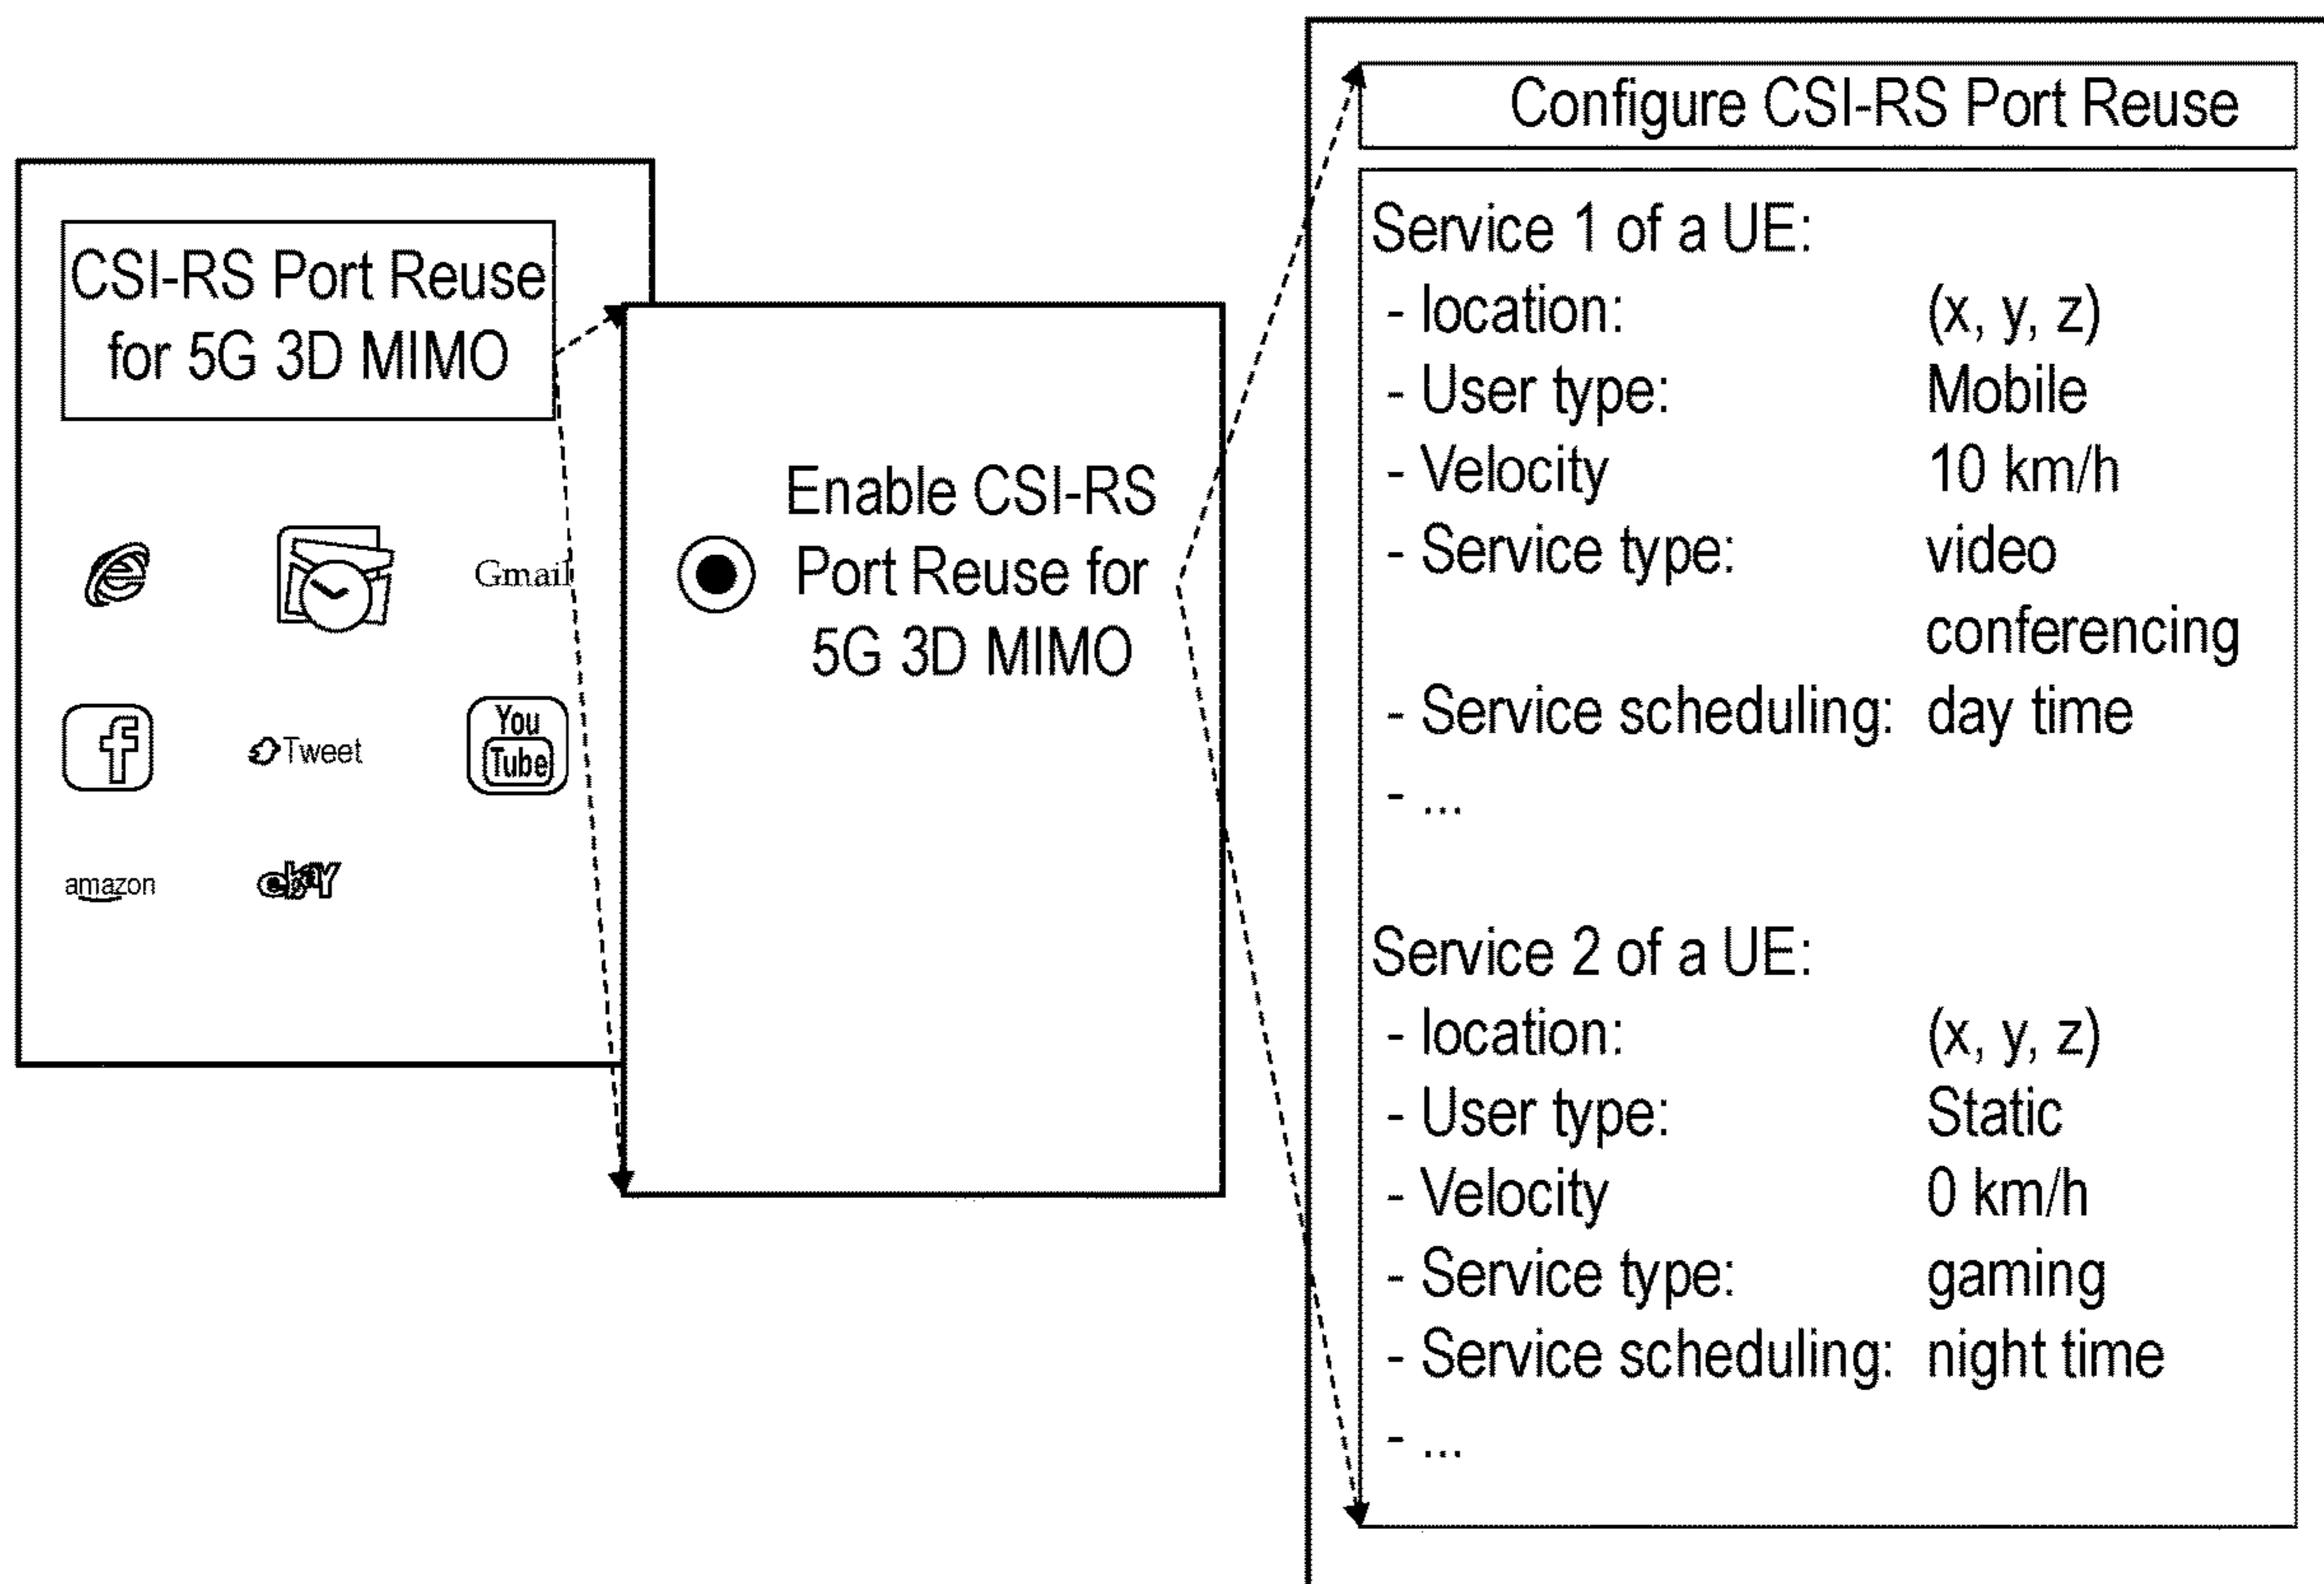 CSI-RS Port Reuse
for 5G 3D MIMO
Gmail
f
Tweet
You
Tube
amazon
ebaY
Enable CSI-RS
Port Reuse for
5G 3D MIMO
Configure CSI-RS Port Reuse
Service 1 of a UE:
- location: (x, y, z)
- User type: Mobile
- Velocity 10 km/h
- Service type: video
conferencing
- Service scheduling: day time
- ...
Service 2 of a UE:
- location: (x, y, z)
- User type: Static
- Velocity 0 km/h
- Service type: gaming
- Service scheduling: night time
- ...